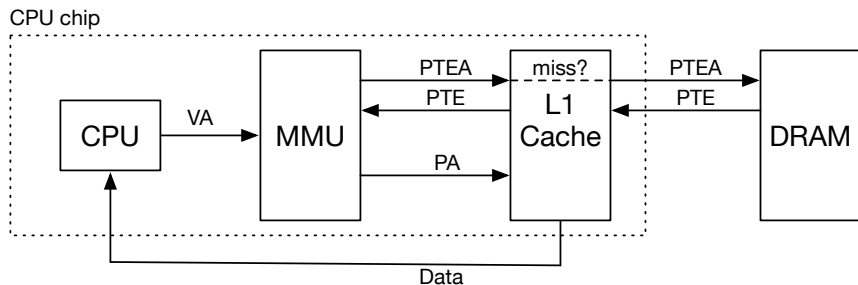 CPU chip
PTEA
miss?
PTEA
PTE
L1
PTE
VA
CPU
MMU
Cache
DRAM
PA
Data